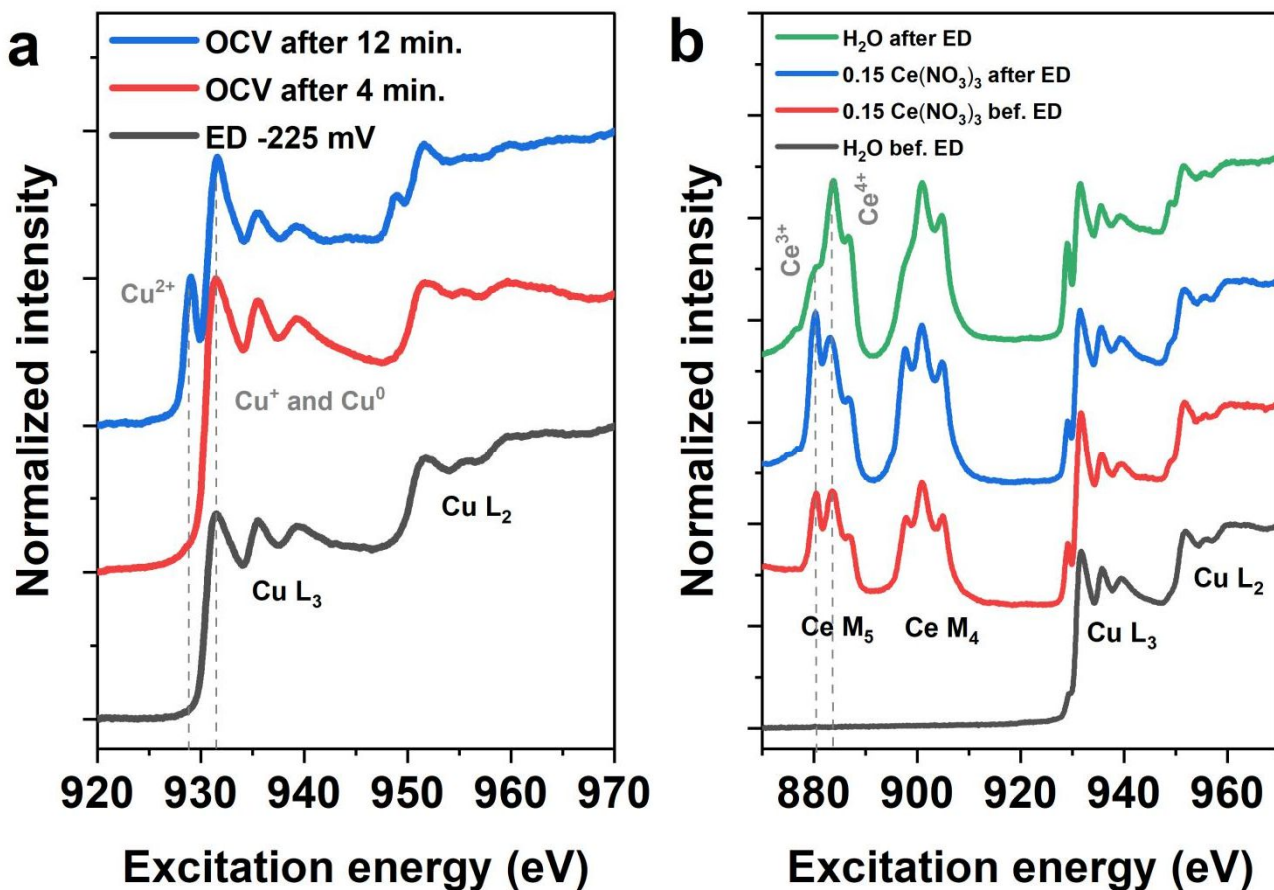 a
OCV after 12 min.
OCV after 4 min.
ED -225 mV
Cu²⁺
Cu⁺ and Cu⁰
Cu L₃
Cu L₂
Normalized intensity
920 930 940 950 960 970
Excitation energy (eV)
b
H₂O after ED
0.15 Ce(NO₃)₃ after ED
0.15 Ce(NO₃)₃ bef. ED
H₂O bef. ED
Ce³⁺
Ce⁴⁺
Ce M₅
Ce M₄
Cu L₃
Cu L₂
Normalized intensity
880 900 920 940 960
Excitation energy (eV)